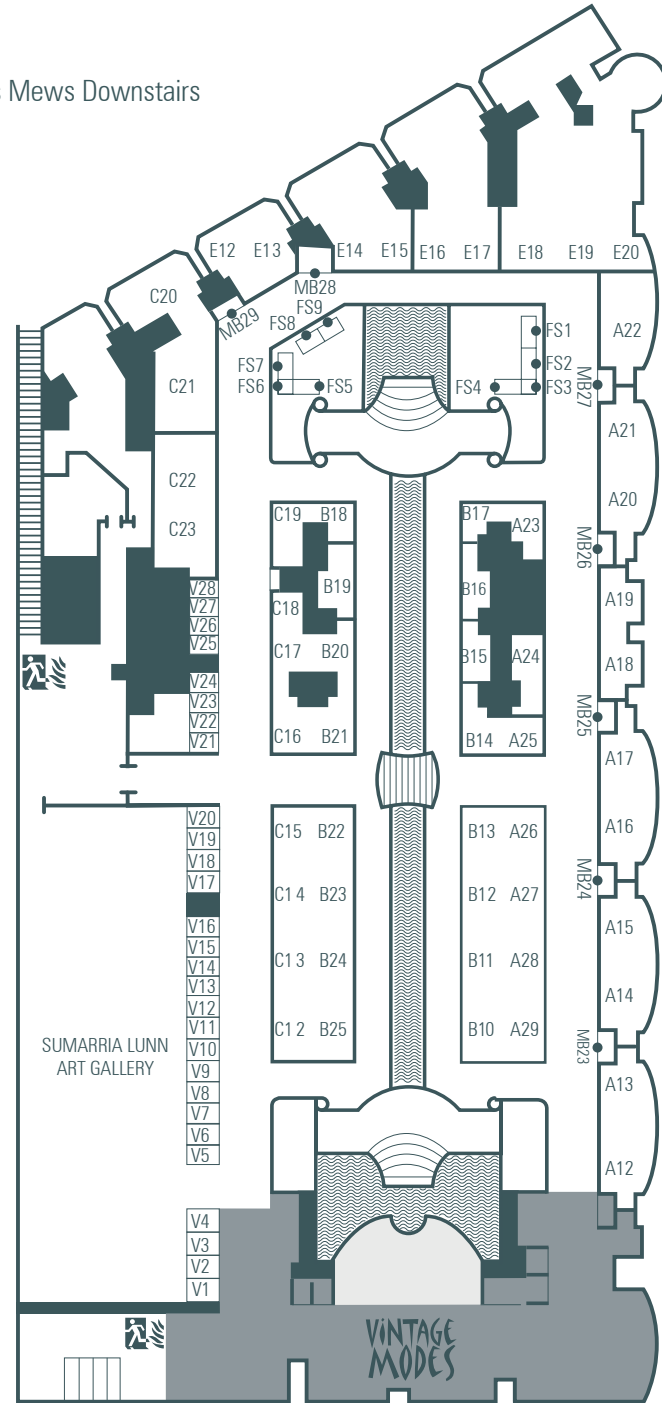 s Mews Downstairs
E12 E13 E14 E15 E16 E17 E18 E19 E20
MB28
C20
FS9
MB29
FS8
FS1
A22
FS7
FS2
FS6 FS5 FS4 FS3
MB27
C21
A21
C22
A20
C19 B18 B17 A23
C23
MB26
V28
B19 B16
A19
V27
C18
V26
V25
C17 B20 B15 A24
A18
V24
V23
MB25
V22
V21
C16 B21 B14 A25
A17
V20
C15 B22 B13 A26
A16
V19
V18
V17
MB24
C14 B23 B12 A27
V16
A15
V15
V14
C13 B24 B11 A28
V13
A14
V12
V11
C12 B25 B10 A29
MB23
SUMARRIA LUNN
ART GALLERY
V10
V9
A13
V8
V7
V6
V5
A12
V4
V3
V2
V1
VINTAGE
MODES